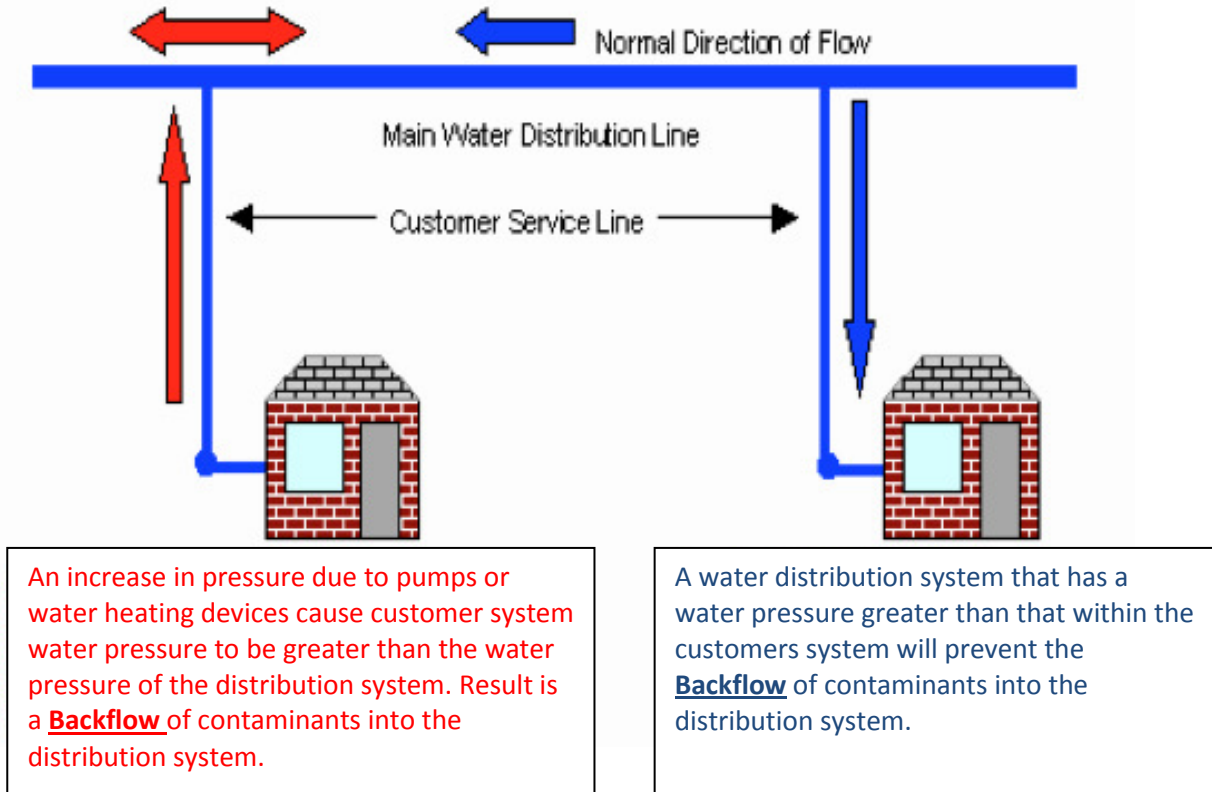 Normal Direction of Flow
Main Water Distribution Line
Customer Service Line
An increase in pressure due to pumps or
water heating devices cause customer system
water pressure to be greater than the water
pressure of the distribution system. Result is
a Backflow of contaminants into the
distribution system.
A water distribution system that has a
water pressure greater than that within the
customers system will prevent the
Backflow of contaminants into the
distribution system.